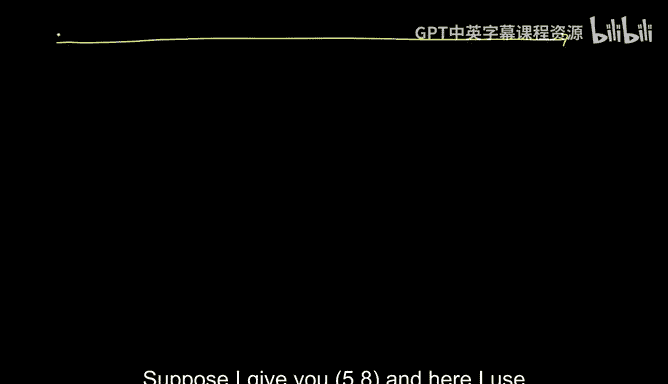 GPT中英字幕课程资源 bilibili
Suppose I give you (5,8) and here I use